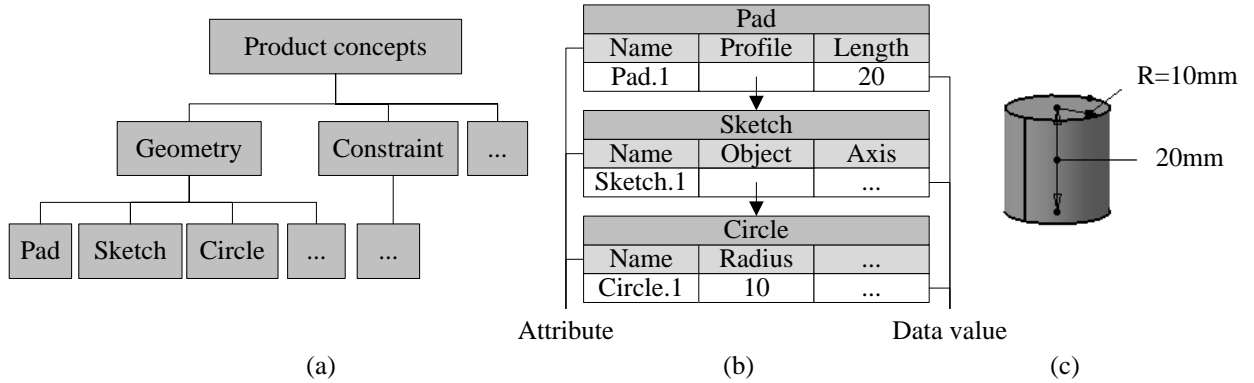 Product concepts
Geometry
Constraint
...
Pad
Sketch
Circle
...
...
(a)
Pad
Name Profile Length
Pad.1 20
Sketch
Name Object Axis
Sketch.1 ...
Circle
Name Radius ...
Circle.1 10 ...
Attribute
Data value
(b)
R=10mm
20mm
(c)